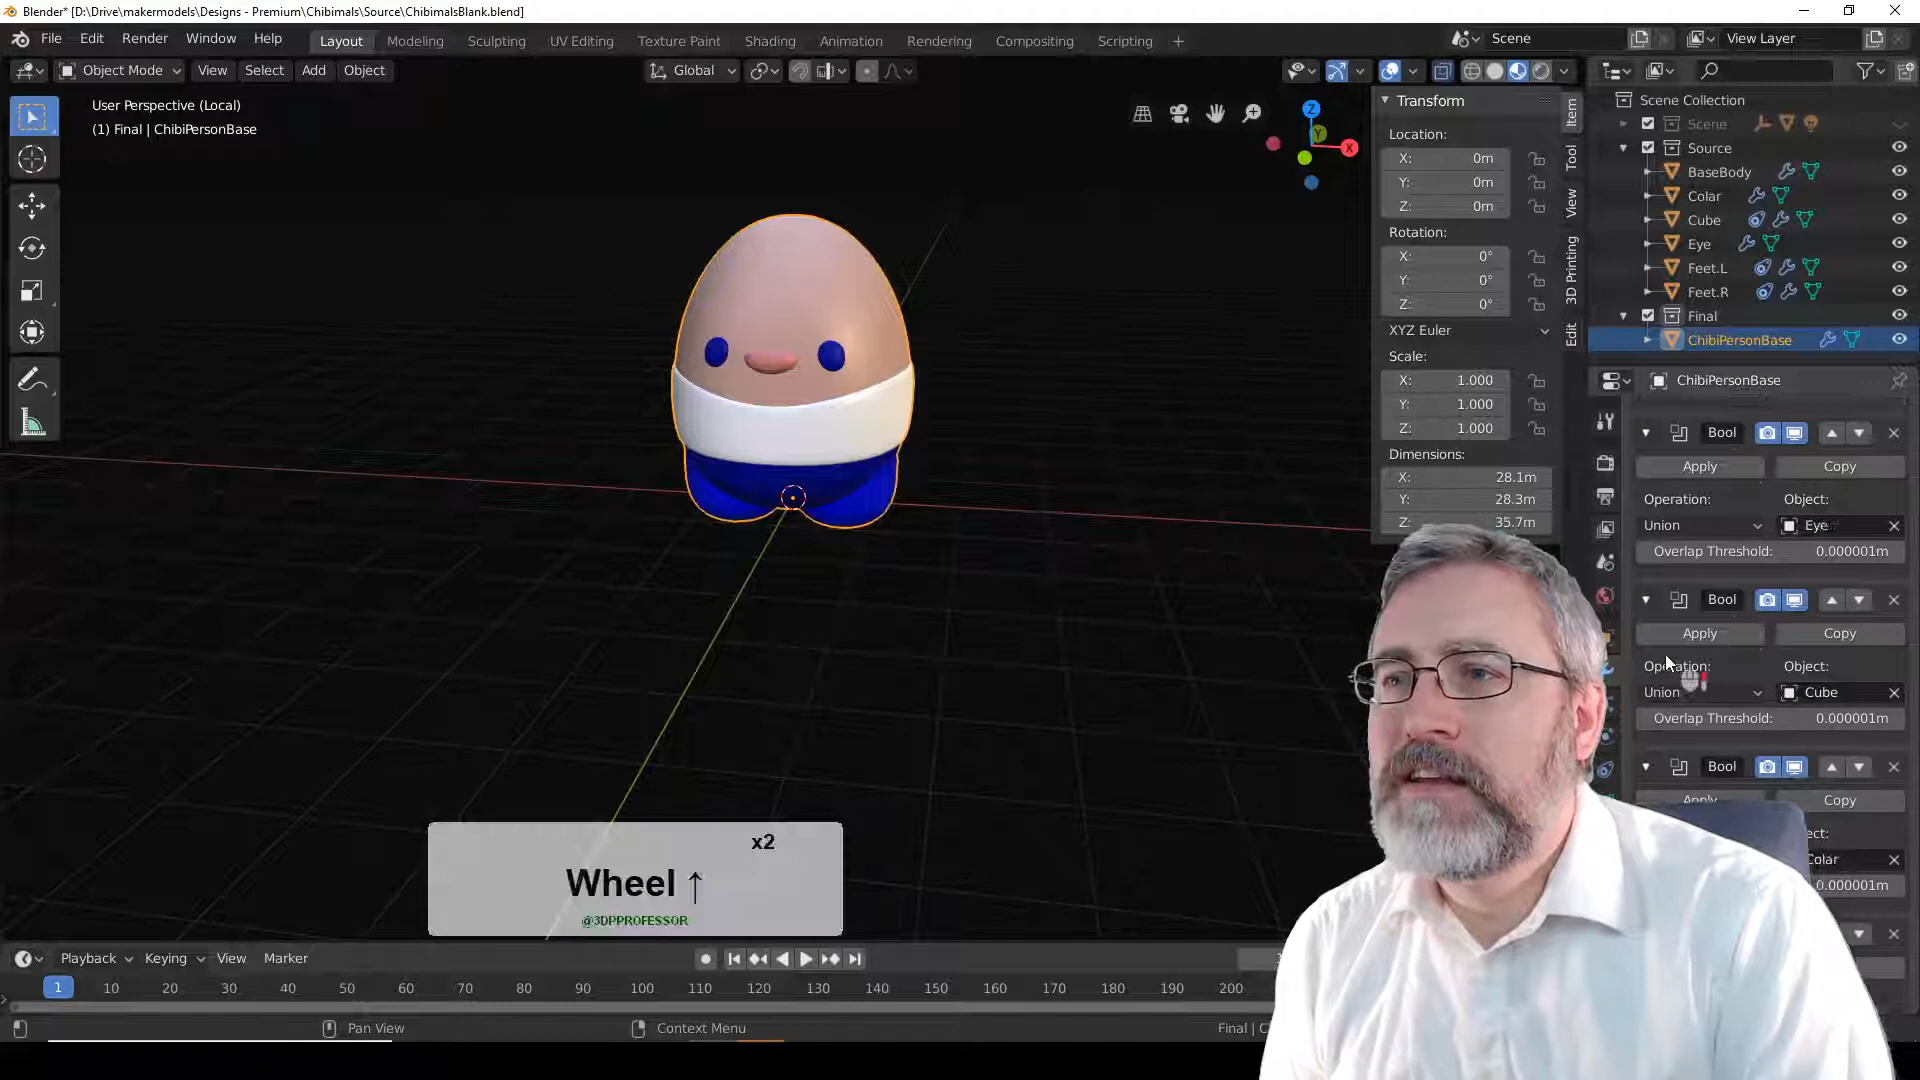 Blender* [D:\Drive\makermodels\Designs - Premium\Chibimals\Source\ChibimalsBlank.blend]
File Edit Render Window Help
Layout Modeling Sculpting UV Editing Texture Paint Shading Animation Rendering Compositing Scripting +
Scene
View Layer
Object Mode View Select Add Object
Global
User Perspective (Local)
(1) Final | ChibiPersonBase
Z
Y
X
Transform
Location:
X: 0m
Y: 0m
Z: 0m
Rotation:
X: 0°
Y: 0°
Z: 0°
XYZ Euler
Scale:
X: 1.000
Y: 1.000
Z: 1.000
Dimensions:
X: 28.1m
Y: 28.3m
Z: 35.7m
Item
Tool
View
3D Printing
Edit
Scene Collection
Scene
Source
BaseBody
Colar
Cube
Eye
Feet.L
Feet.R
Final
ChibiPersonBase
ChibiPersonBase
Bool
Apply Copy
Operation: Object:
Union Eye
Overlap Threshold: 0.000001m
Bool
Apply Copy
Operation: Object:
Union Cube
Overlap Threshold: 0.000001m
Bool
Apply Copy
Colar
0.000001m
x2
Wheel ↑
@3DPPROFESSOR
Playback Keying View Marker
1 10 20 30 40 50 60 70 80 90 100 110 120 130 140 150 160 170 180 190 200
Pan View
Context Menu
Final | C